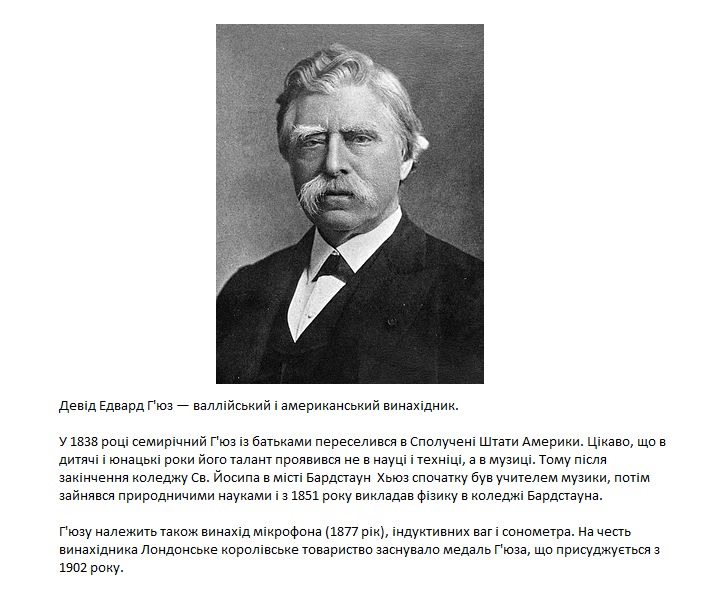 Девід Едвард Г'юз — валлійський і американський винахідник.
У 1838 році семирічний Г'юз із батьками переселився в Сполучені Штати Америки. Цікаво, що в
дитячі і юнацькі роки його талант проявився не в науці і техніці, а в музиці. Тому після
закінчення коледжу Св. Йосипа в місті Бардстаун  Хьюз спочатку був учителем музики, потім
зайнявся природничими науками і з 1851 року викладав фізику в коледжі Бардстауна.
Г'юзу належить також винахід мікрофона (1877 рік), індуктивних ваг і сонометра. На честь
винахідника Лондонське королівське товариство заснувало медаль Г'юза, що присуджується з
1902 року.